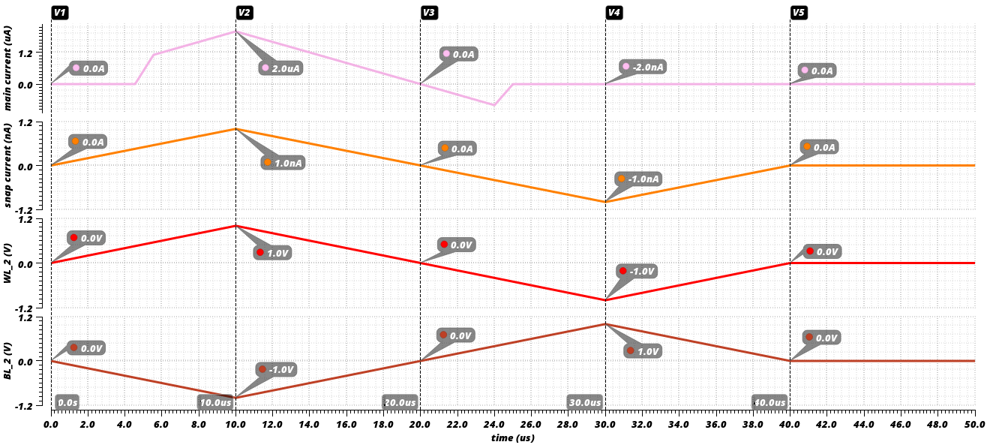 V1 V2 V3 V4 V5
main current (uA)
1.2
0.0
0.0A
2.0uA
0.0A
-2.0nA
0.0A
snap current (nA)
1.2
0.0
-1.2
0.0A
1.0nA
0.0A
-1.0nA
0.0A
WL_2 (V)
1.2
0.0
-1.2
0.0V
1.0V
0.0V
-1.0V
0.0V
BL_2 (V)
1.2
0.0
-1.2
0.0V
-1.0V
0.0V
1.0V
0.0V
0.0s 10.0us 20.0us 30.0us 40.0us
0.0 2.0 4.0 6.0 8.0 10.0 12.0 14.0 16.0 18.0 20.0 22.0 24.0 26.0 28.0 30.0 32.0 34.0 36.0 38.0 40.0 42.0 44.0 46.0 48.0 50.0
time (us)